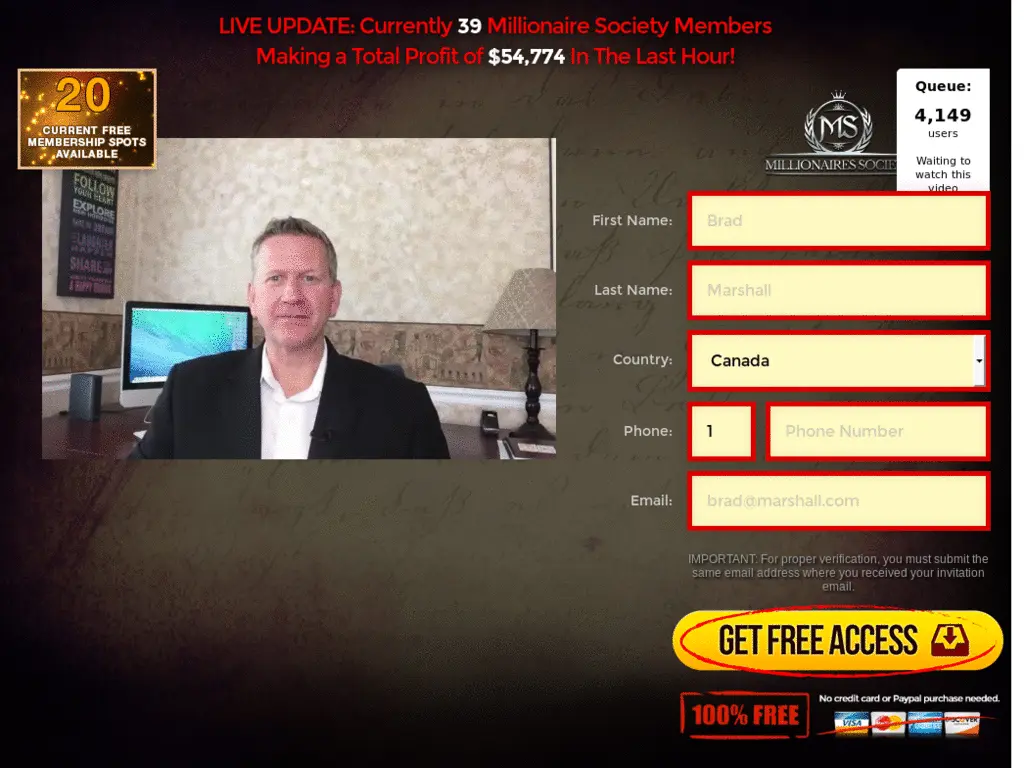 LIVE UPDATE: Currently 39 Millionaire Society Members
Making a Total Profit of $54,774 In The Last Hour!
20
CURRENT FREE
MEMBERSHIP SPOTS
AVAILABLE
Queue:
4,149
users
Waiting to
watch this
video
MS
MILLIONAIRES SOCIE
FOLLOW
YOUR HEART
EXPLORE
LAUGHTER
SHARE
A HAPPY
First Name:
Brad
Last Name:
Marshall
Country:
Canada
Phone:
1
Phone Number
Email:
brad@marshall.com
IMPORTANT: For proper verification, you must submit the
same email address where you received your invitation
email.
GET FREE ACCESS
100% FREE
No credit card or Paypal purchase needed.
VISA